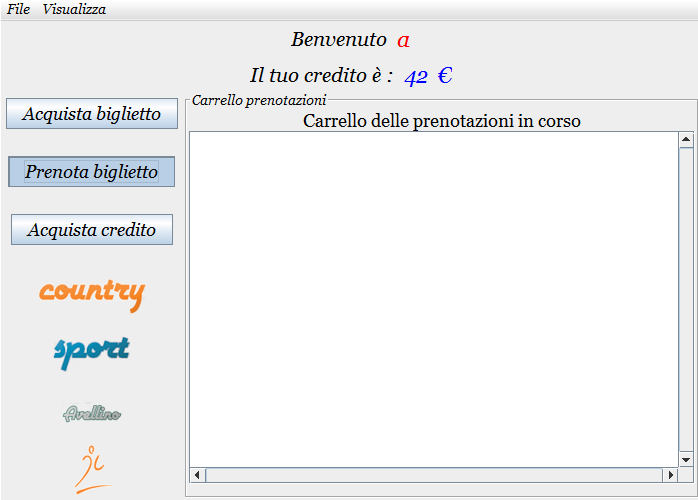 File Visualizza
Benvenuto a
Il tuo credito è : 42 €
Acquista biglietto
Prenota biglietto
Acquista credito
country
sport
Avellino
Carrello prenotazioni
Carrello delle prenotazioni in corso